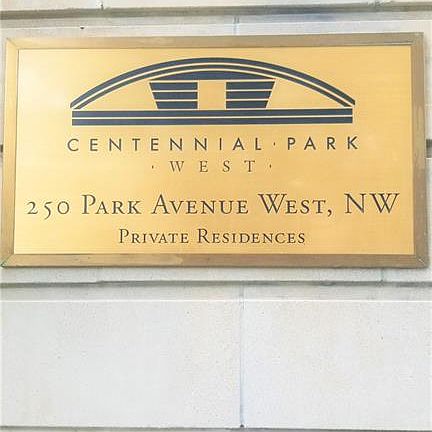 CENTENNIAL · PARK
· WEST ·
250 PARK AVENUE WEST, NW
PRIVATE RESIDENCES